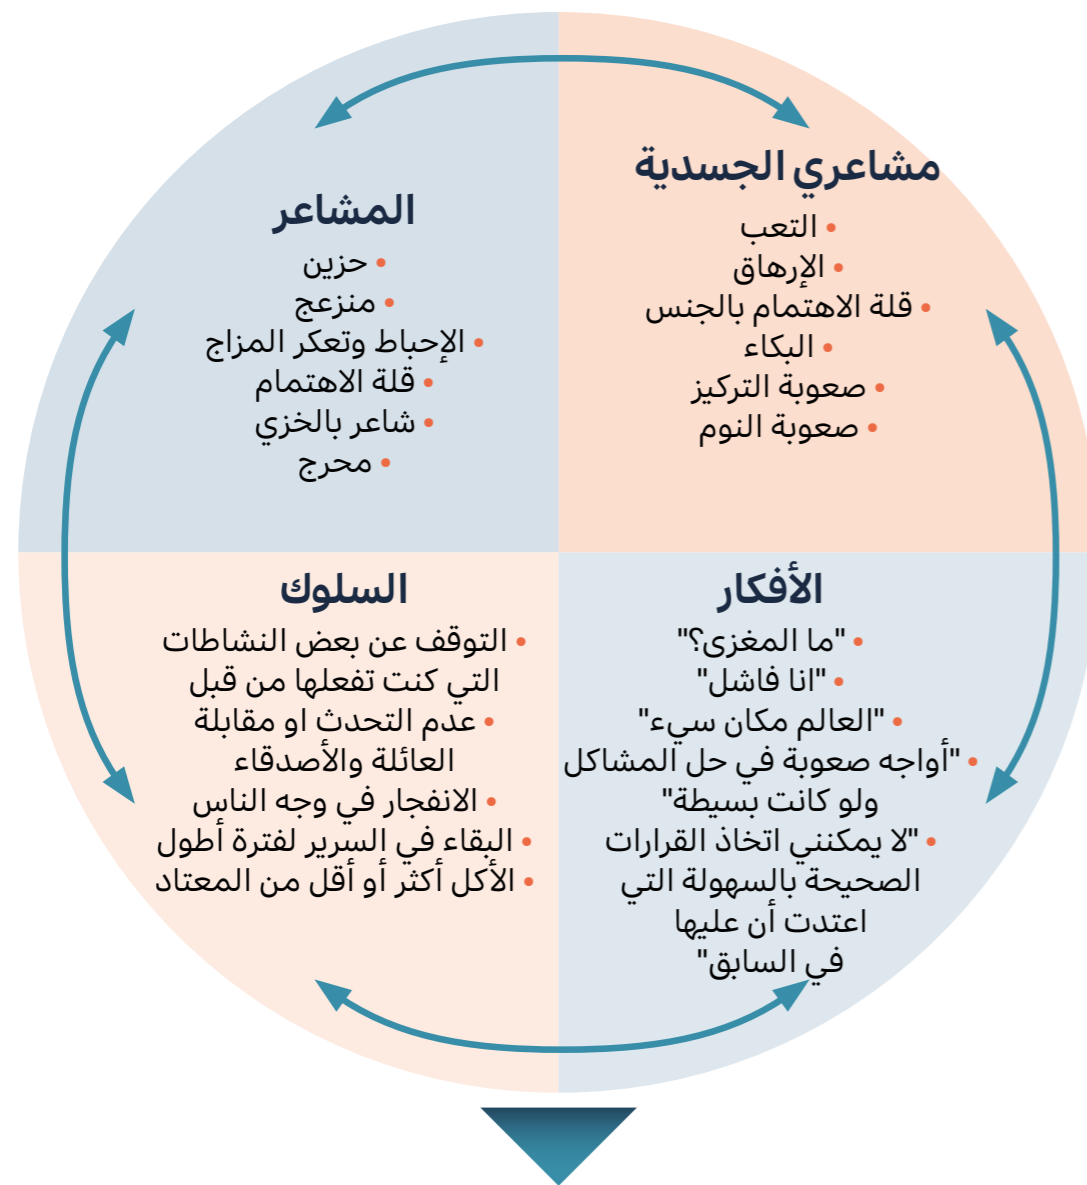 مشاعري الجسدية
• التعب
• الإرهاق
• قلة الاهتمام بالجنس
• البكاء
• صعوبة التركيز
• صعوبة النوم
المشاعر
• حزين
• منزعج
• الإحباط وتعكر المزاج
• قلة الاهتمام
• شاعر بالخزي
• محرج
الأفكار
• "ما المغزى؟"
• "انا فاشل"
• "العالم مكان سيء"
• "أواجه صعوبة في حل المشاكل
ولو كانت بسيطة"
• "لا يمكنني اتخاذ القرارات
الصحيحة بالسهولة التي
اعتدت أن عليها
في السابق"
السلوك
• التوقف عن بعض النشاطات
التي كنت تفعلها من قبل
• عدم التحدث او مقابلة
العائلة والأصدقاء
• الانفجار في وجه الناس
• البقاء في السرير لفترة أطول
• الأكل أكثر أو أقل من المعتاد